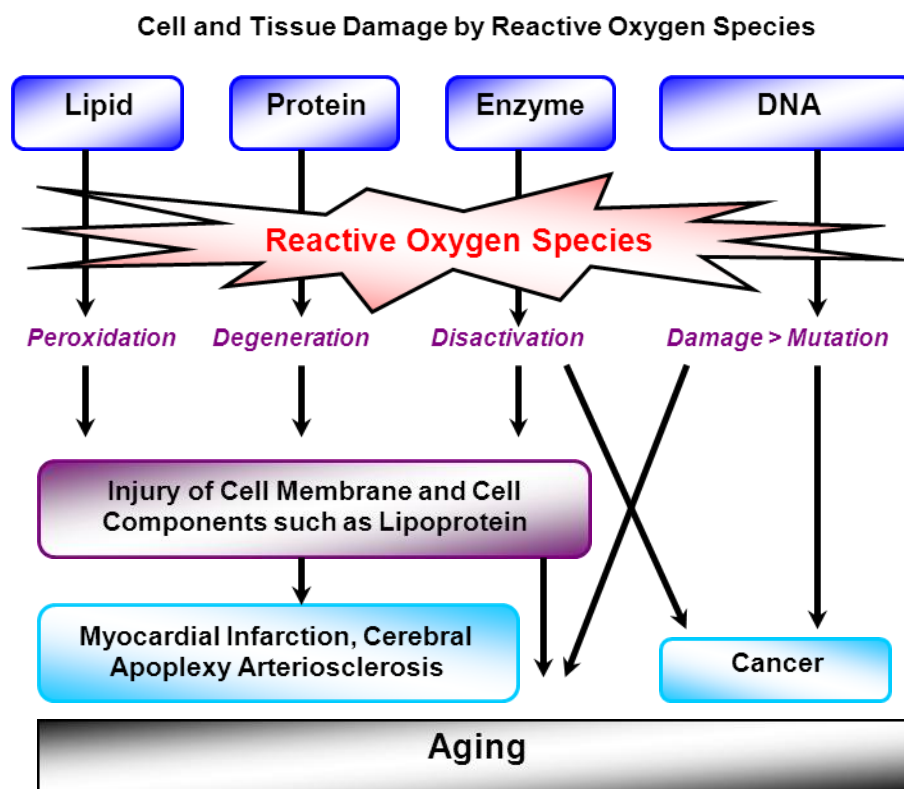 Cell and Tissue Damage by Reactive Oxygen Species
Lipid
Protein
Enzyme
DNA
Reactive Oxygen Species
Peroxidation
Degeneration
Disactivation
Damage > Mutation
Injury of Cell Membrane and Cell
Components such as Lipoprotein
Myocardial Infarction, Cerebral
Apoplexy Arteriosclerosis
Cancer
Aging